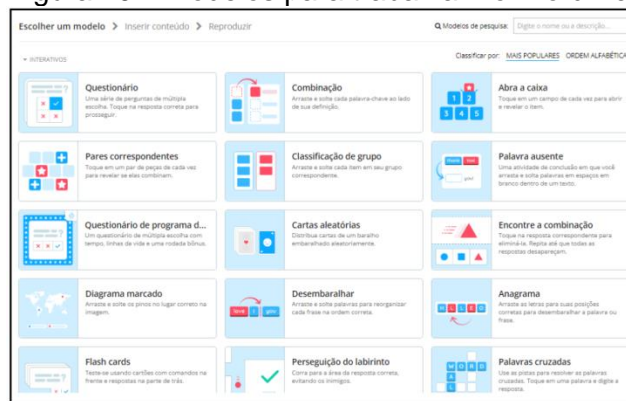 Escolher um modelo > Inserir conteúdo > Reproduzir
Modelos de pesquisa: Digite o nome ou a descrição...
INTERATIVOS
Classificar por: MAIS POPULARES ORDEM ALFABÉTICA
Questionário
Uma série de perguntas de múltipla
escolha. Toque na resposta correta para
prosseguir.
Combinação
Arraste e solte cada palavra-chave ao lado
de sua definição.
Abra a caixa
Toque em um campo de cada vez para abrir
e revelar o item.
1 2
3 4 5
Pares correspondentes
Toque em um par de peças de cada vez
para revelar se eles combinam.
Classificação de grupo
Arraste e solte cada item em seu grupo
correspondente.
Palavra ausente
Uma atividade de conclusão em que você
arrasta e solta palavras em espaços em
branco dentro de um texto.
Questionário de programa d...
Um questionário de múltipla escolha com
tempo, linhas de vida e uma rodada bônus.
Cartas aleatórias
Distribua cartas de um baralho
embaralhado aleatoriamente.
Encontre a combinação
Toque na resposta correspondente para
eliminá-la. Repita até que todas as
respostas desapareçam.
Diagrama marcado
Arraste e solte os pinos no lugar correto na
imagem.
Desembaralhar
Arraste e solte palavras para reorganizar
cada frase na ordem correta.
Anagrama
Arraste as letras para suas posições
corretas para desembaralhar a palavra ou
frase.
Flash cards
Teste-se usando cartões com comandos na
frente e respostas na parte de trás.
Perseguição do labirinto
Corra para a área da resposta correta,
evitando os inimigos.
Palavras cruzadas
Use as pistas para resolver as palavras
cruzadas. Toque em uma palavra e digite a
resposta.